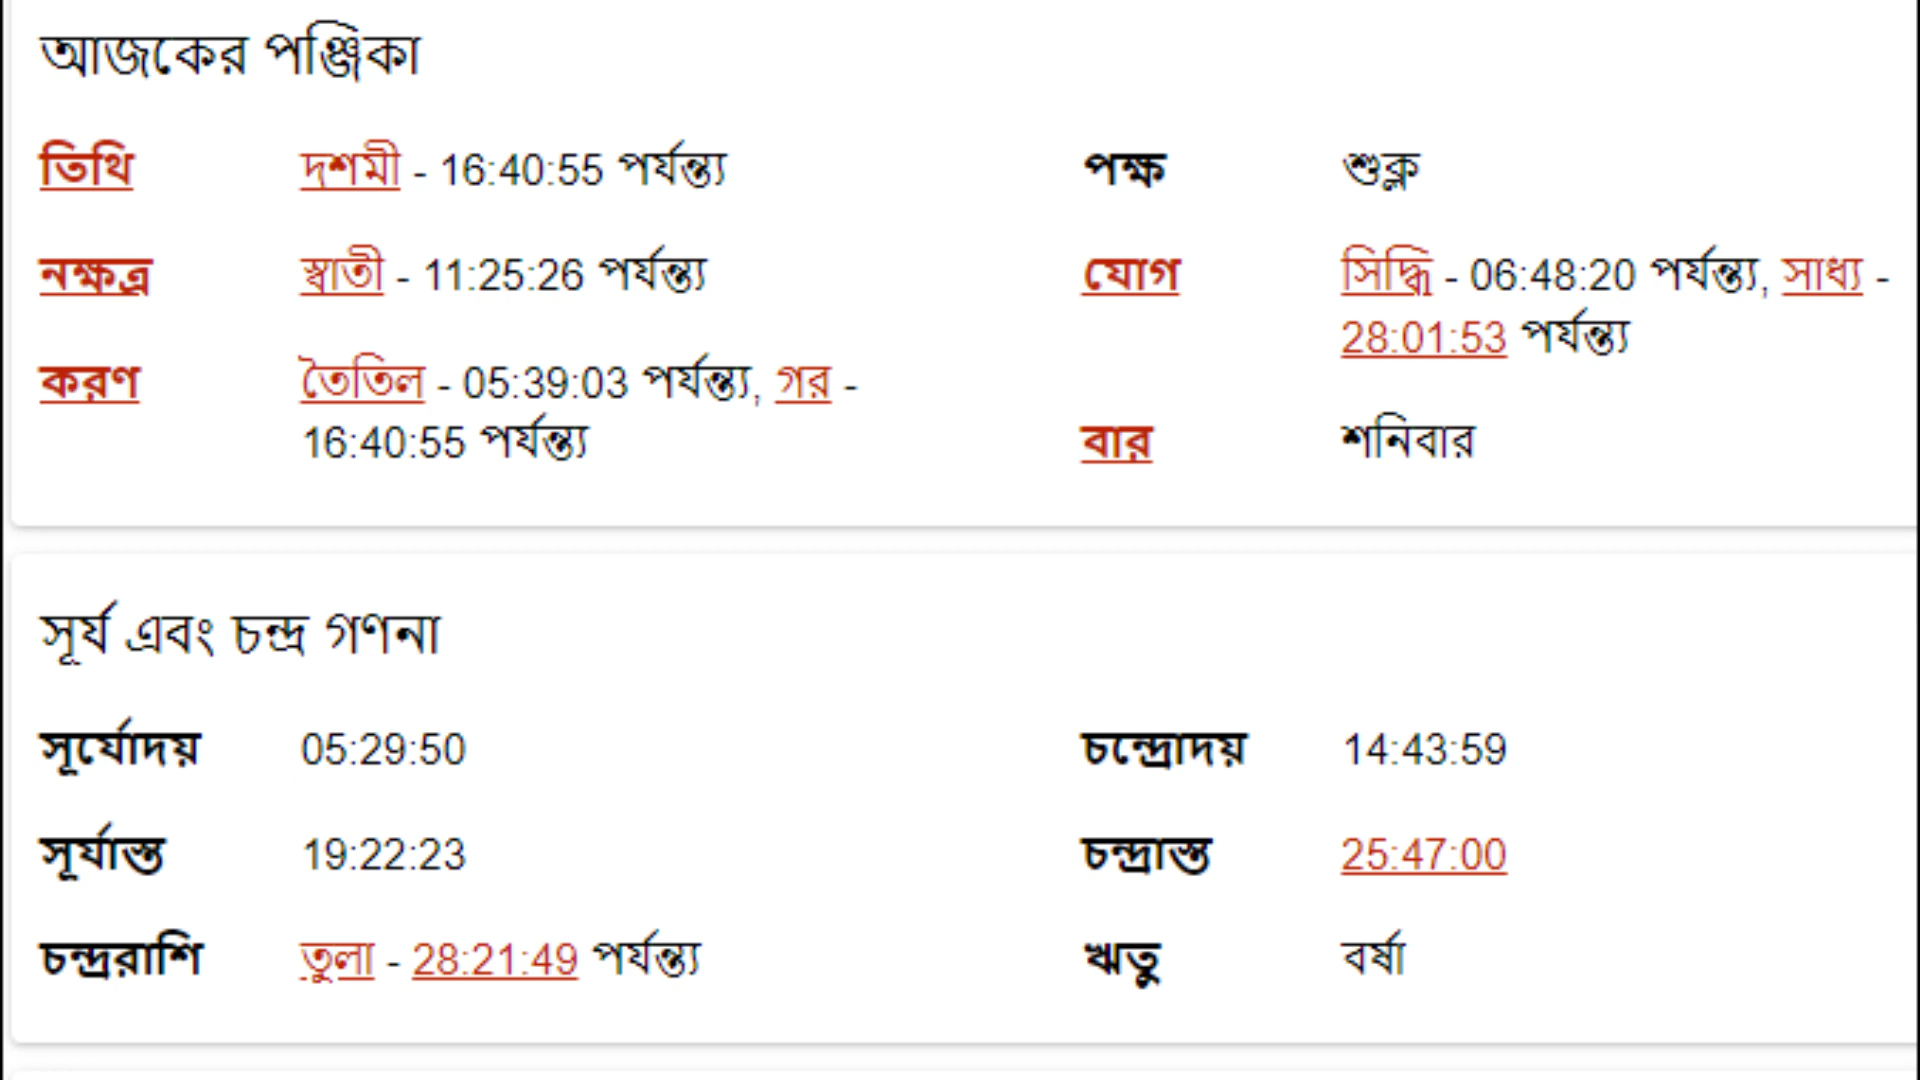 আজকের পঞ্জিকা
তিথি দশমী - 16:40:55 পর্যন্ত্য
পক্ষ শুক্ল
নক্ষত্র স্বাতী - 11:25:26 পর্যন্ত্য
যোগ সিদ্ধি - 06:48:20 পর্যন্ত্য, সাধ্য -
28:01:53 পর্যন্ত্য
করণ তৈতিল - 05:39:03 পর্যন্ত্য, গর -
16:40:55 পর্যন্ত্য
বার শনিবার
সূর্য এবং চন্দ্র গণনা
সূর্যোদয় 05:29:50
চন্দ্রোদয় 14:43:59
সূর্যাস্ত 19:22:23
চন্দ্রাস্ত 25:47:00
চন্দ্ররাশি তুলা - 28:21:49 পর্যন্ত্য
ঋতু বর্ষা